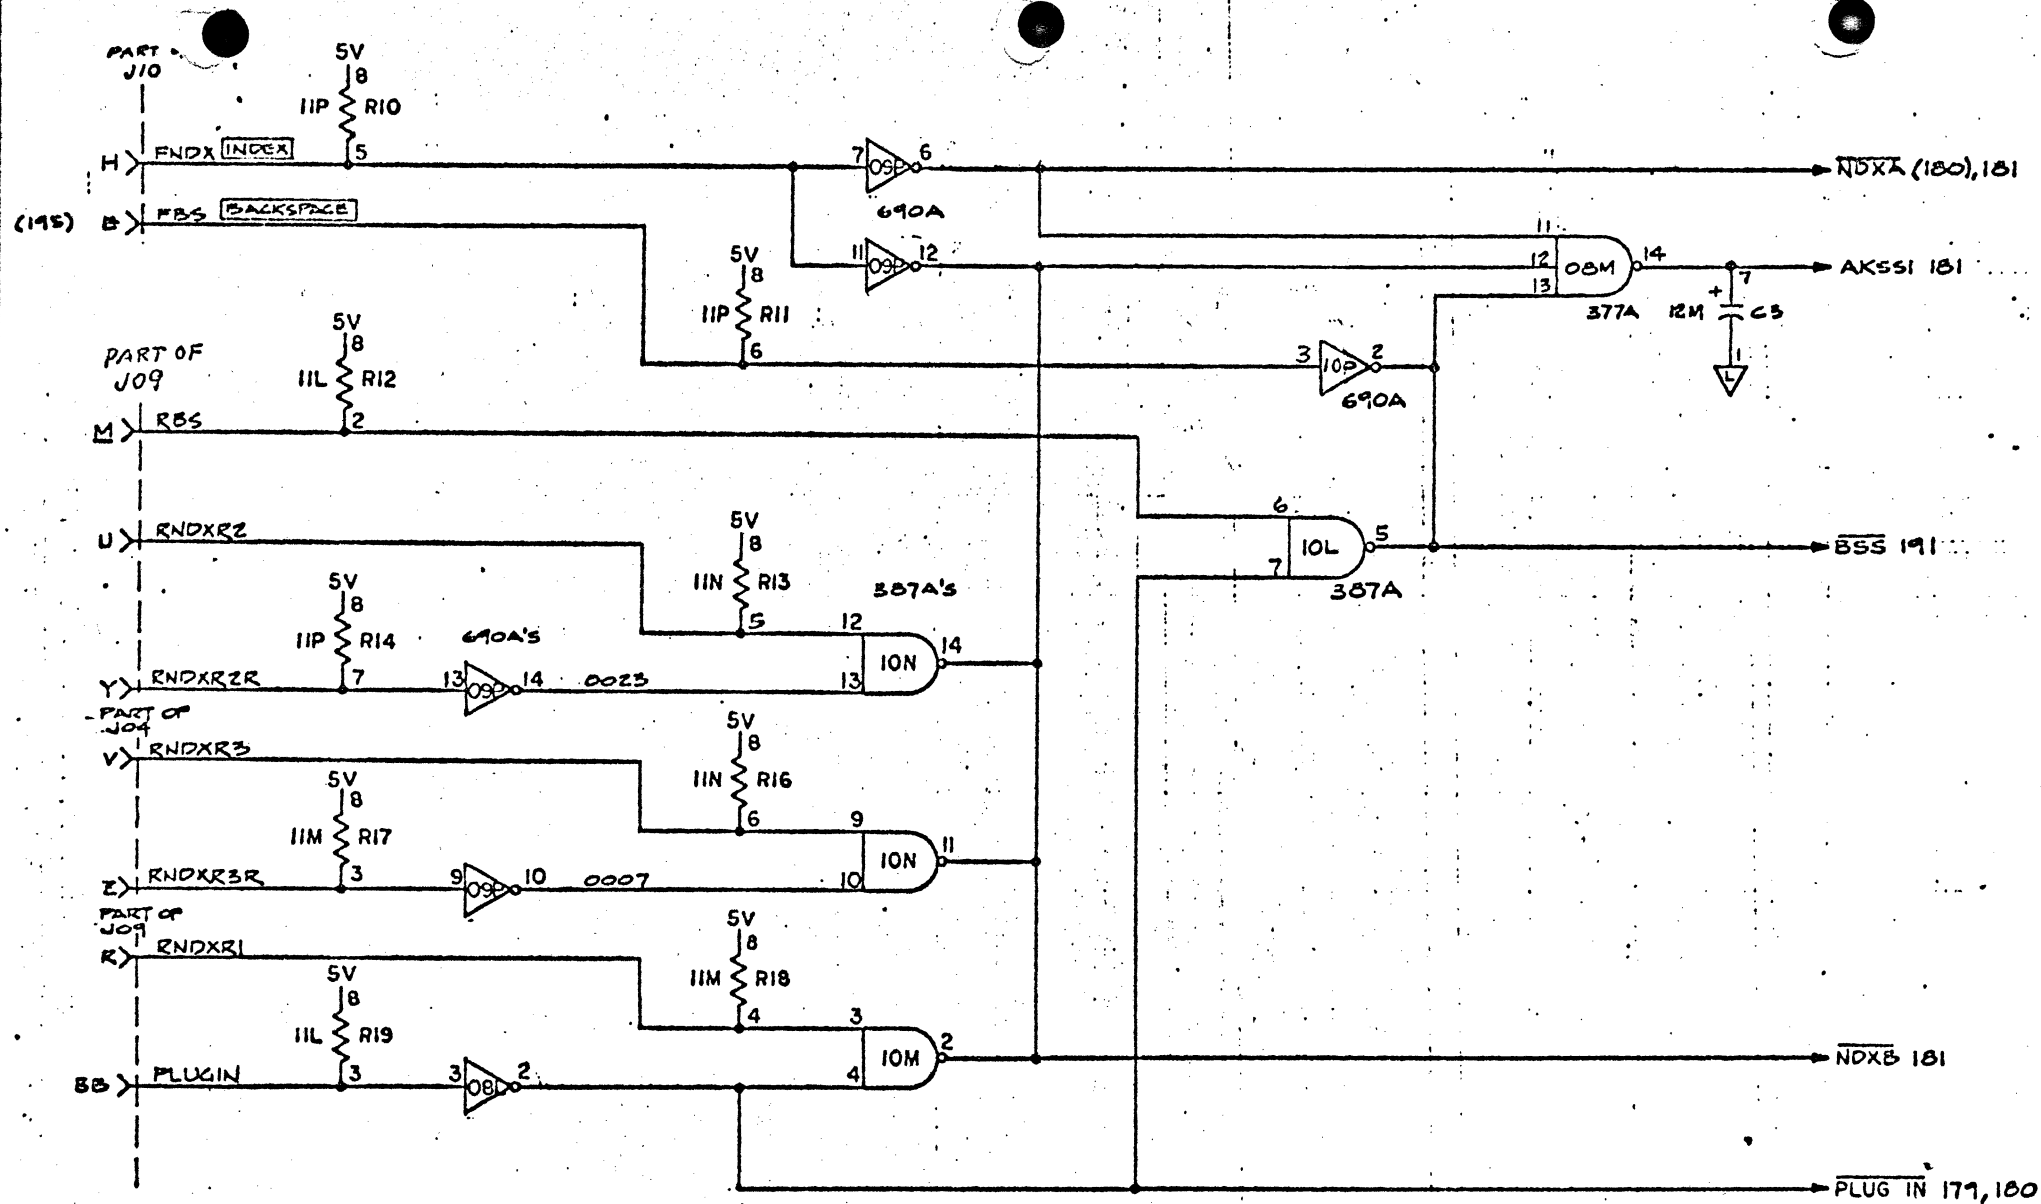 PART
J10
5V
8
11P R10
5
H FNDX INDEX
7 09P 6
690A
NDXA (180), 181
(195) B FBS BACKSPACE
11 09P 12
11
12 08M 14
13
377A
AKSS1 181
7
+
12M C3
1
L
5V
8
11P R11
6
3 10P 2
690A
PART OF
J09
5V
8
11L R12
2
M RBS
6
10L 5
7
387A
BSS 191
U RNDXR2
5V
8
11N R13
5
387A'S
12
10N 14
13
5V
8
11P R14
7
690A'S
Y RNDXR2R
13 09P 14 0023
PART OF
J04
V RNDXR3
5V
8
11N R16
6
9
10N 11
10
5V
8
11M R17
3
Z RNDXR3R
9 09P 10 0007
PART OF
J09
R RNDXR1
5V
8
11M R18
4
3
10M 2
4
NDXB 181
5V
8
11L R19
3
BB PLUGIN
3 08L 2
PLUG IN 179, 180